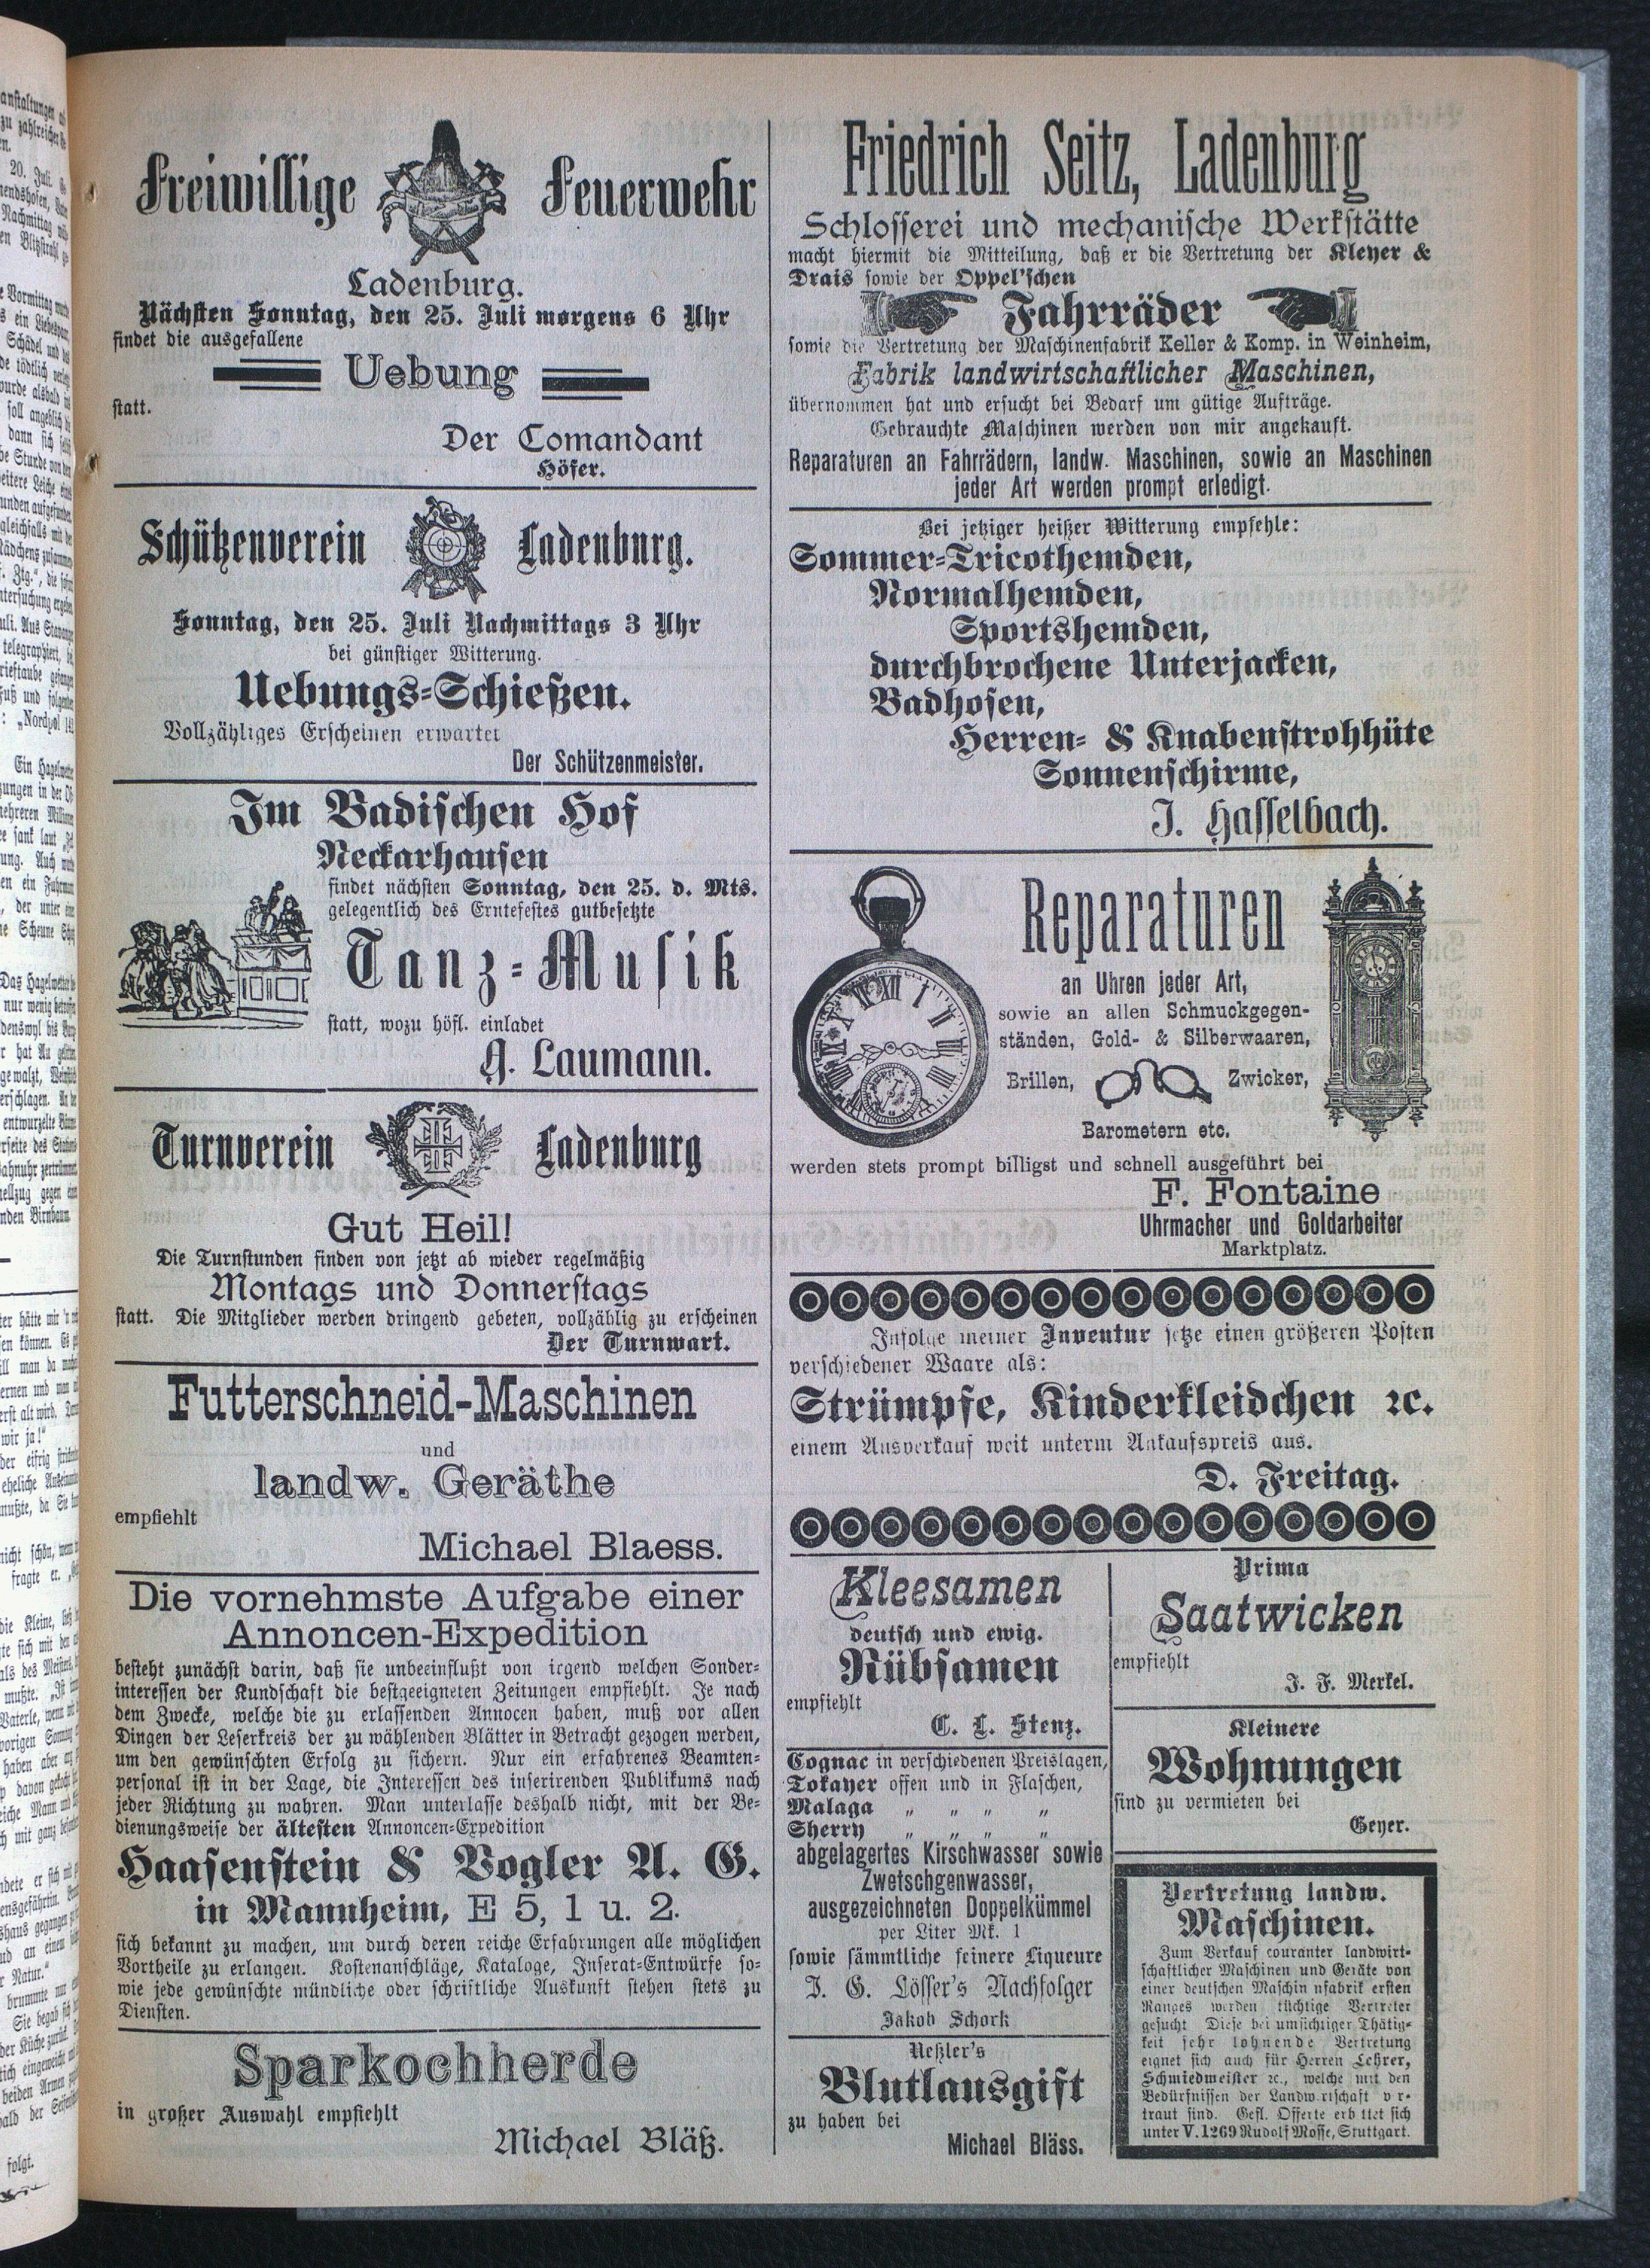 Freiwillige Feuerwehr
Ladenburg.
Nächsten Sonntag, den 25. Juli morgens 6 Uhr
findet die ausgefallene
Uebung
statt.
Der Comandant
Höfer.
Schützenverein Ladenburg.
Sonntag, den 25. Juli Nachmittags 3 Uhr
bei günstiger Witterung.
Uebungs-Schießen.
Vollzähliges Erscheinen erwartet
Der Schützenmeister.
Im Badischen Hof
Neckarhausen
findet nächsten Sonntag, den 25. d. Mts.
gelegentlich des Erntefestes gutbesetzte
Tanz-Musik
statt, wozu höfl. einladet
A. Laumann.
Turnverein Ladenburg
Gut Heil!
Die Turnstunden finden von jetzt ab wieder regelmäßig
Montags und Donnerstags
statt. Die Mitglieder werden dringend gebeten, vollzählig zu erscheinen
Der Turnwart.
Futterschneid-Maschinen
und
landw. Geräthe
empfiehlt
Michael Blaess.
Die vornehmste Aufgabe einer
Annoncen-Expedition
besteht zunächst darin, daß sie unbeeinflußt von irgend welchen Sonder-
interessen der Kundschaft die bestgeeigneten Zeitungen empfiehlt. Je nach
dem Zwecke, welche die zu erlassenden Annocen haben, muß vor allen
Dingen der Leserkreis der zu wählenden Blätter in Betracht gezogen werden,
um den gewünschten Erfolg zu sichern. Nur ein erfahrenes Beamten-
personal ist in der Lage, die Interessen des inserirenden Publikums nach
jeder Richtung zu wahren. Man unterlasse deshalb nicht, mit der Be-
dienungsweise der ältesten Annoncen-Expedition
Haasenstein & Vogler A. G.
in Mannheim, E 5, 1 u. 2.
sich bekannt zu machen, um durch deren reiche Erfahrungen alle möglichen
Vortheile zu erlangen. Kostenanschläge, Kataloge, Inserat-Entwürfe so-
wie jede gewünschte mündliche oder schriftliche Auskunft stehen stets zu
Diensten.
Sparkochherde
in großer Auswahl empfiehlt
Michael Bläß.
Friedrich Seitz, Ladenburg
Schlosserei und mechanische Werkstätte
macht hiermit die Mitteilung, daß er die Vertretung der Kleyer &
Drais sowie der Oppel'schen
Fahrräder
sowie die Vertretung der Maschinenfabrik Keller & Komp. in Weinheim,
Fabrik landwirtschaftlicher Maschinen,
übernommen hat und ersucht bei Bedarf um gütige Aufträge.
Gebrauchte Maschinen werden von mir angekauft.
Reparaturen an Fahrrädern, landw. Maschinen, sowie an Maschinen
jeder Art werden prompt erledigt.
Bei jetziger heißer Witterung empfehle:
Sommer-Tricothemden,
Normalhemden,
Sportshemden,
durchbrochene Unterjacken,
Badhosen,
Herren- & Knabenstrohhüte
Sonnenschirme,
J. Hasselbach.
Reparaturen
an Uhren jeder Art,
sowie an allen Schmuckgegen-
ständen, Gold- & Silberwaaren,
Brillen, Zwicker,
Barometern etc.
werden stets prompt billigst und schnell ausgeführt bei
F. Fontaine
Uhrmacher und Goldarbeiter
Marktplatz.
Infolge meiner Inventur setze einen größeren Posten
verschiedener Waare als:
Strümpfe, Kinderkleidchen ꝛc.
einem Ausverkauf weit unterm Ankaufspreis aus.
D. Freitag.
Kleesamen
deutsch und ewig.
Rübsamen
empfiehlt
C. L. Stenz.
Cognac in verschiedenen Preislagen,
Tokayer offen und in Flaschen,
Malaga „ „ „ „
Sherry „ „ „ „
abgelagertes Kirschwasser sowie
Zwetschgenwasser,
ausgezeichneten Doppelkümmel
per Liter Mk. 1
sowie sämmtliche feinere Liqueure
J. G. Löffer's Nachfolger
Jakob Schork
Neßler's
Blutlausgift
zu haben bei
Michael Bläss.
Prima
Saatwicken
empfiehlt
J. F. Merkel.
Kleinere
Wohnungen
sind zu vermieten bei
Geyer.
Vertretung landw.
Maschinen.
Zum Verkauf couranter landwirt-
schaftlicher Maschinen und Geräte von
einer deutschen Maschin nfabrik ersten
Ranges werden tüchtige Vertreter
gesucht Diese bei umsichtiger Thätig-
keit sehr lohnende Vertretung
eignet sich auch für Herren Lehrer,
Schmiedmeister ꝛc., welche mit den
Bedürfnissen der Landw rtschaft v r-
traut sind. Gefl. Offerte erb ttet sich
unter V. 1269 Rudolf Mosse, Stuttgart.